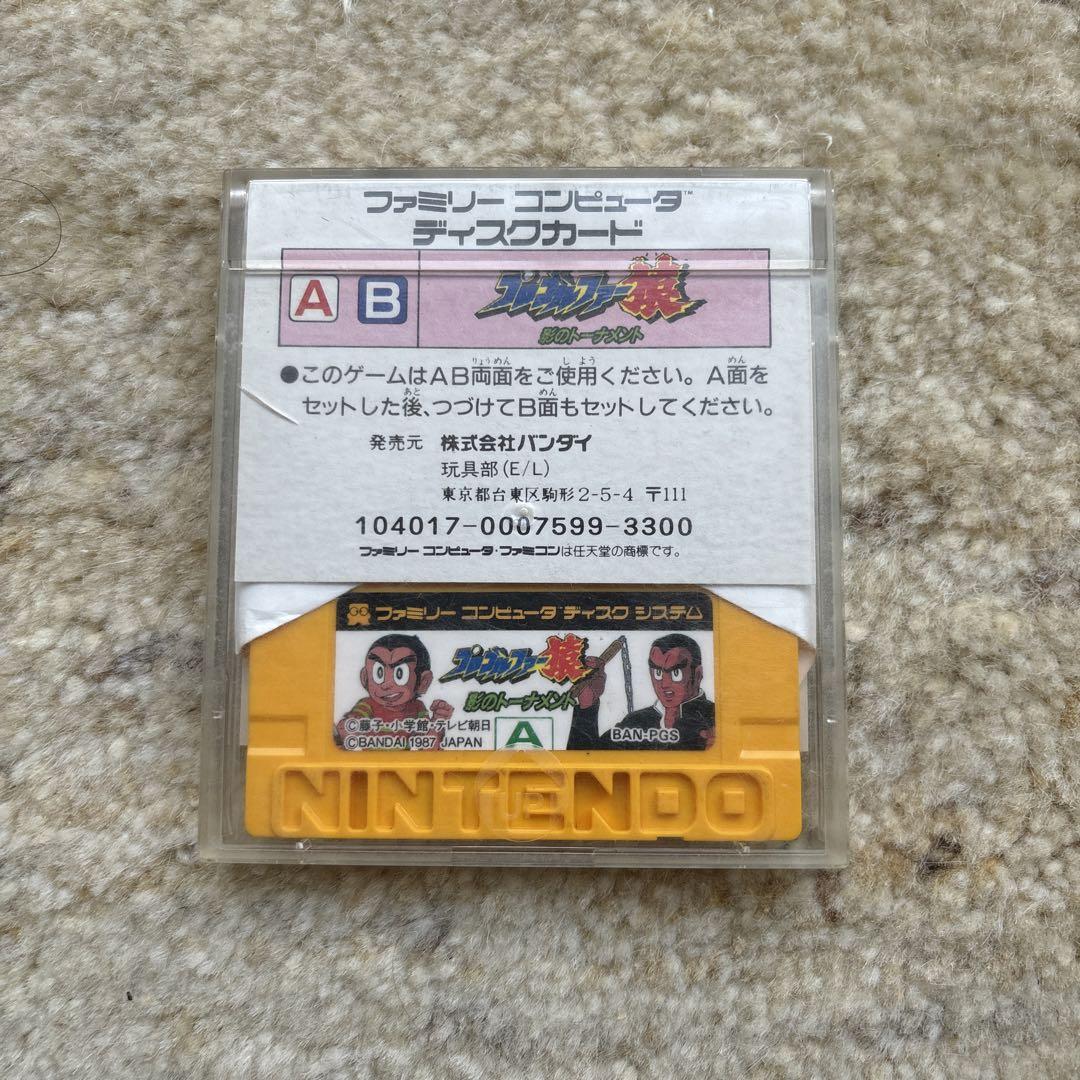 ファミリー コンピュータ™
ディスクカード
A B プロゴルファー猿
影のトーナメント
●このゲームはAB両面をご使用ください。A面を
セットした後、つづけてB面もセットしてください。
発売元 株式会社バンダイ
玩具部(E/L)
東京都台東区駒形2-5-4 〒111
104017-0007599-3300
ファミリー コンピュータ・ファミコンは任天堂の商標です。
ファミリー コンピュータ ディスク システム
プロゴルファー猿
影のトーナメント
©藤子・小学館・テレビ朝日
©BANDAI 1987 JAPAN
A
BAN-PGS
NINTENDO